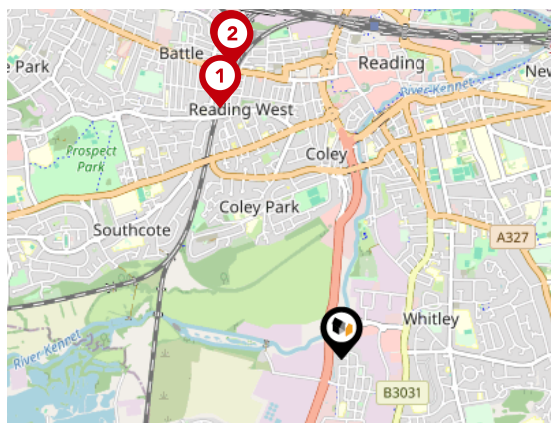 2
Battle
e Park
Reading
1
New
River Kennet
Reading West
Prospect
Park
Coley
Coley Park
Southcote
A327
River Kennet
Whitley
B3031